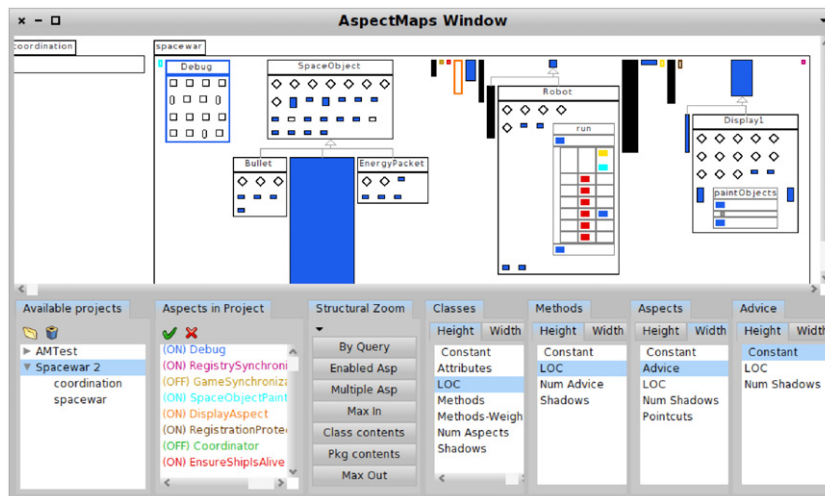 AspectMaps Window
coordination
spacewar
Debug
SpaceObject
Robot
run
Display1
paintObjects
Bullet
EnergyPacket
Available projects
AMTest
Spacewar 2
coordination
spacewar
Aspects in Project
(ON) Debug
(ON) RegistrySynchroni
(OFF) GameSynchroniza
(ON) SpaceObjectPaint
(ON) DisplayAspect
(ON) RegistrationProtec
(OFF) Coordinator
(ON) EnsureShipIsAlive
Structural Zoom
By Query
Enabled Asp
Multiple Asp
Max In
Class contents
Pkg contents
Max Out
Classes
Height Width
Constant
Attributes
LOC
Methods
Methods-Weigh
Num Aspects
Shadows
Methods
Height Width
Constant
LOC
Num Advice
Shadows
Aspects
Height Width
Constant
Advice
LOC
Num Shadows
Pointcuts
Advice
Height Width
Constant
LOC
Num Shadows